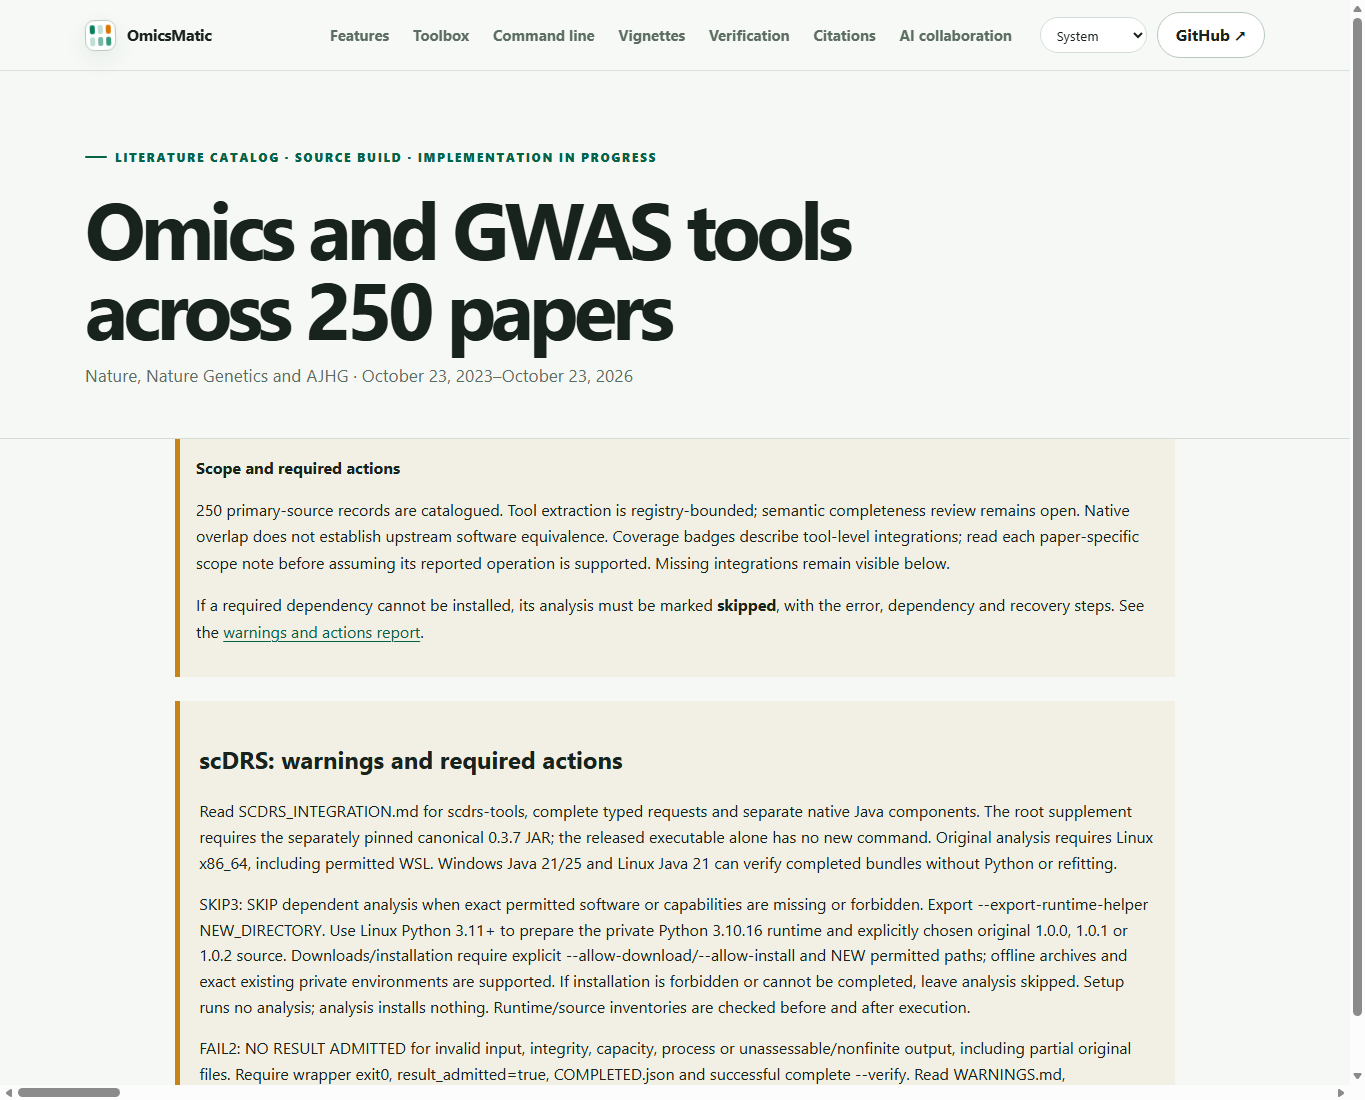 OmicsMatic
Features
Toolbox
Command line
Vignettes
Verification
Citations
AI collaboration
System
GitHub ↗
LITERATURE CATALOG · SOURCE BUILD · IMPLEMENTATION IN PROGRESS
Omics and GWAS tools
across 250 papers
Nature, Nature Genetics and AJHG · October 23, 2023–October 23, 2026
Scope and required actions
250 primary-source records are catalogued. Tool extraction is registry-bounded; semantic completeness review remains open. Native
overlap does not establish upstream software equivalence. Coverage badges describe tool-level integrations; read each paper-specific
scope note before assuming its reported operation is supported. Missing integrations remain visible below.
If a required dependency cannot be installed, its analysis must be marked skipped, with the error, dependency and recovery steps. See
the warnings and actions report.
scDRS: warnings and required actions
Read SCDRS_INTEGRATION.md for scdrs-tools, complete typed requests and separate native Java components. The root supplement
requires the separately pinned canonical 0.3.7 JAR; the released executable alone has no new command. Original analysis requires Linux
x86_64, including permitted WSL. Windows Java 21/25 and Linux Java 21 can verify completed bundles without Python or refitting.
SKIP3: SKIP dependent analysis when exact permitted software or capabilities are missing or forbidden. Export --export-runtime-helper
NEW_DIRECTORY. Use Linux Python 3.11+ to prepare the private Python 3.10.16 runtime and explicitly chosen original 1.0.0, 1.0.1 or
1.0.2 source. Downloads/installation require explicit --allow-download/--allow-install and NEW permitted paths; offline archives and
exact existing private environments are supported. If installation is forbidden or cannot be completed, leave analysis skipped. Setup
runs no analysis; analysis installs nothing. Runtime/source inventories are checked before and after execution.
FAIL2: NO RESULT ADMITTED for invalid input, integrity, capacity, process or unassessable/nonfinite output, including partial original
files. Require wrapper exit0, result_admitted=true, COMPLETED.json and successful complete --verify. Read WARNINGS.md,